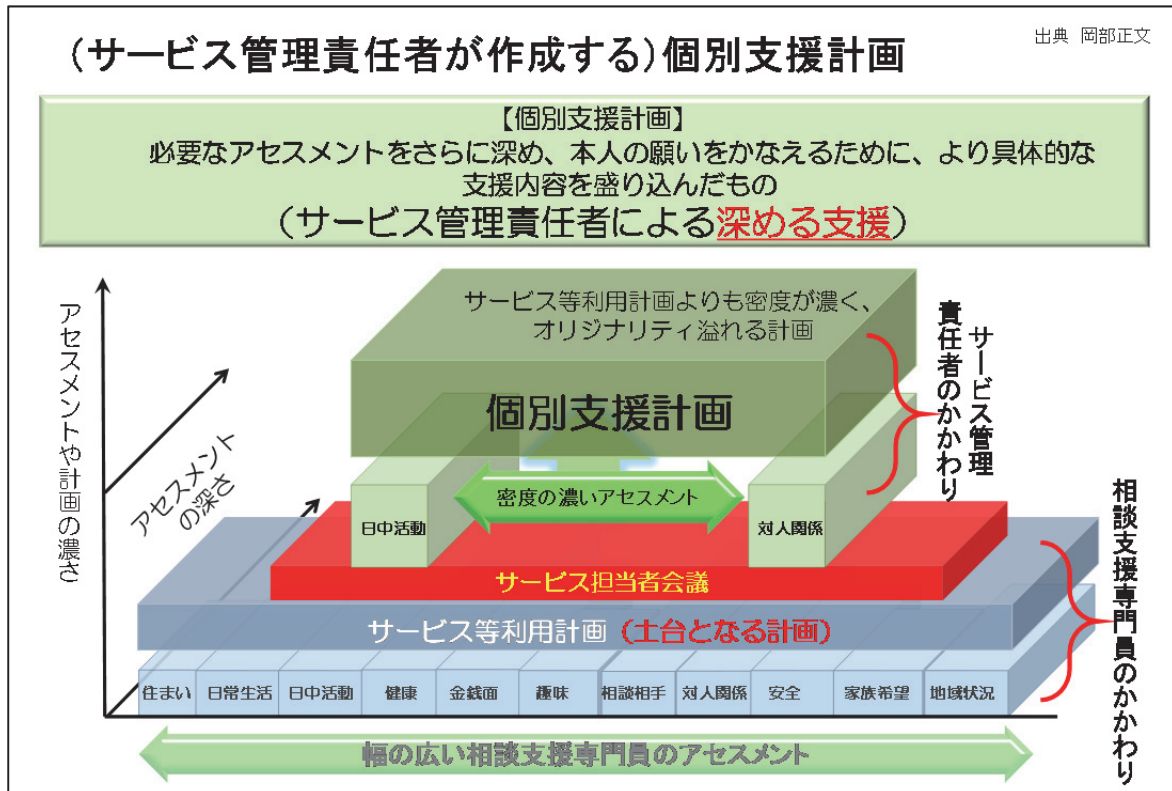 (サービス管理責任者が作成する)個別支援計画
出典 岡部正文
【個別支援計画】
必要なアセスメントをさらに深め、本人の願いをかなえるために、より具体的な
支援内容を盛り込んだもの
(サービス管理責任者による深める支援)
アセスメントや計画の濃さ
アセスメント
の深さ
サービス等利用計画よりも密度が濃く、
オリジナリティ溢れる計画
個別支援計画
サービス管理
責任者のかかわり
密度の濃いアセスメント
日中活動
対人関係
サービス担当者会議
サービス等利用計画(土台となる計画)
相談支援専門員のかかわり
住まい
日常生活
日中活動
健康
金銭面
趣味
相談相手
対人関係
安全
家族希望
地域状況
幅の広い相談支援専門員のアセスメント